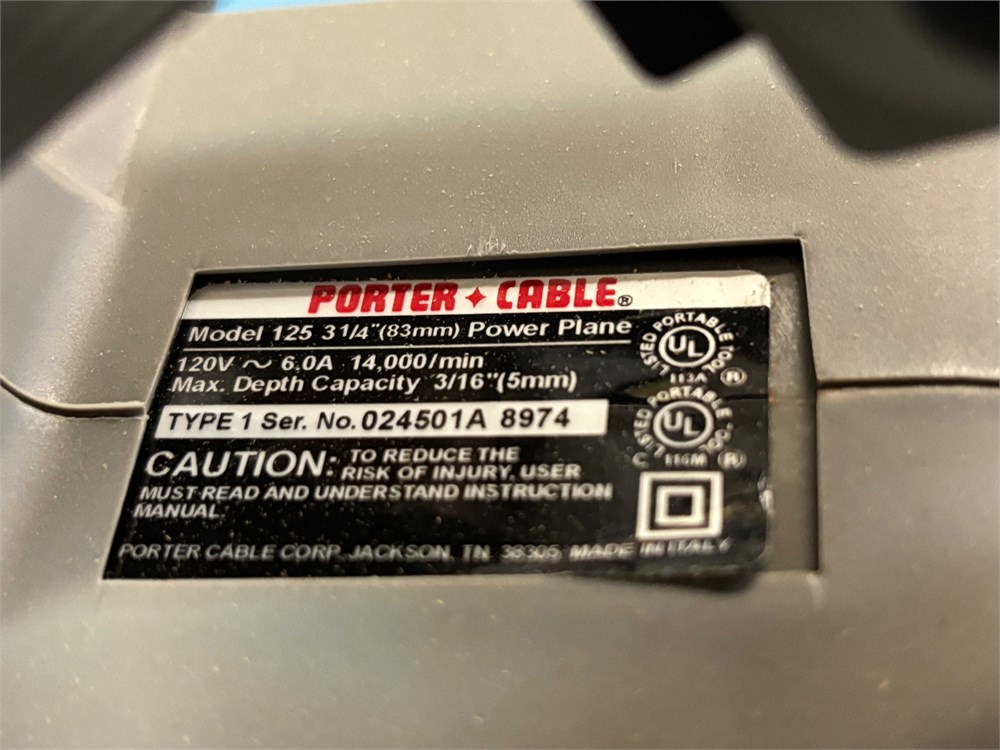 PORTER CABLE®
Model 125 3 1/4"(83mm) Power Plane
120V ~ 6.0A 14,000/min
Max. Depth Capacity 3/16"(5mm)
TYPE 1 Ser. No. 024501A 8974
CAUTION: TO REDUCE THE
RISK OF INJURY, USER
MUST READ AND UNDERSTAND INSTRUCTION
MANUAL.
PORTER CABLE CORP. JACKSON, TN. 38305 MADE IN ITALY
LISTED PORTABLE TOOL
UL ®
LISTED PORTABLE TOOL
C UL ®